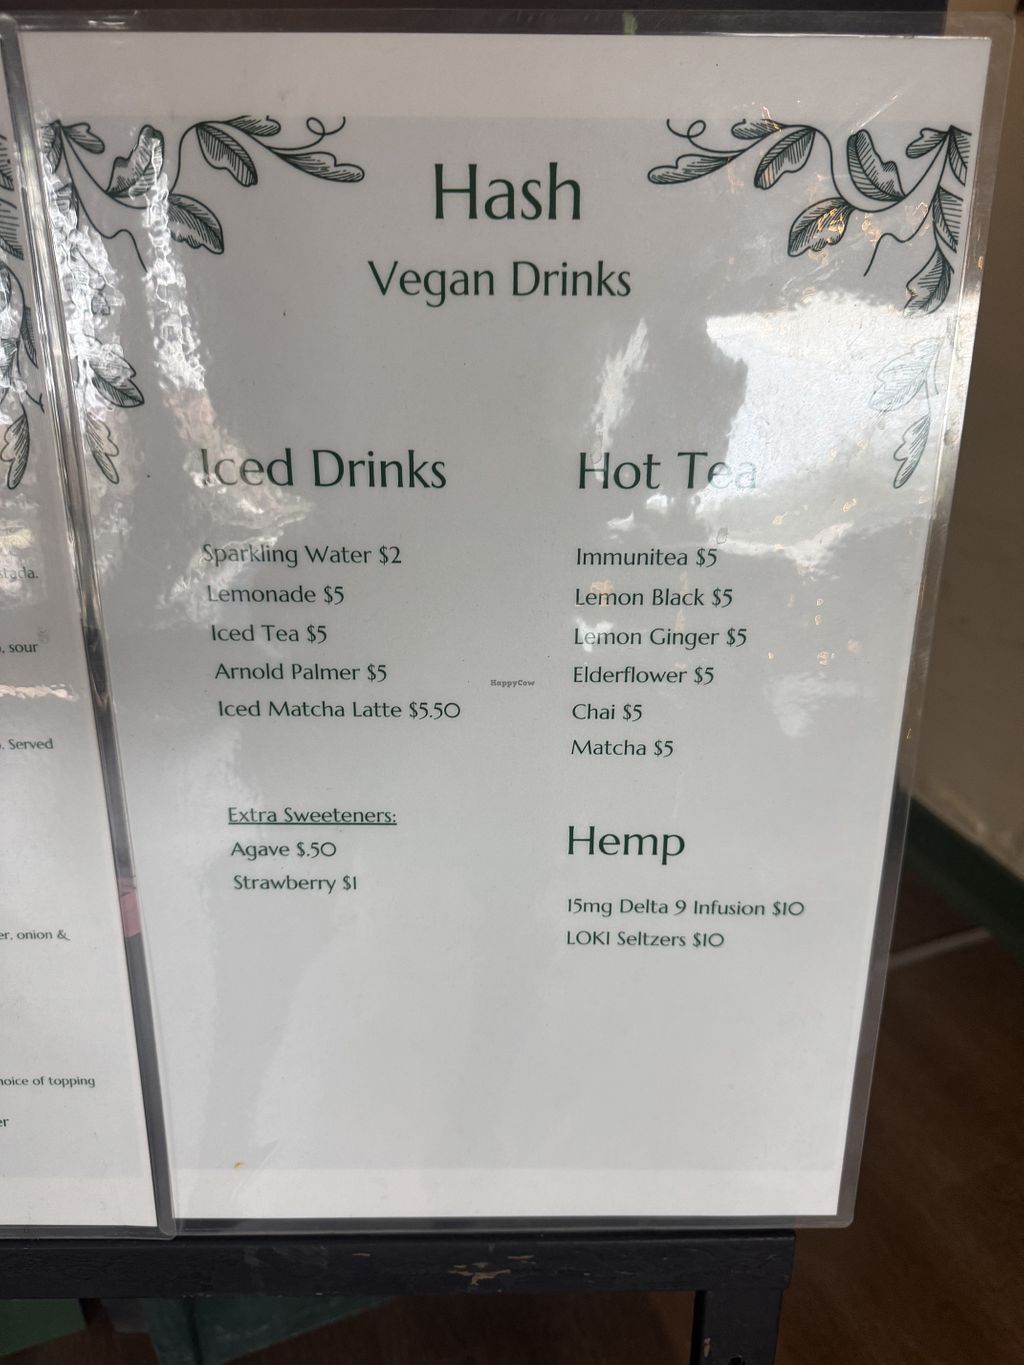 Hash
Vegan Drinks
Iced Drinks
Sparkling Water $2
Lemonade $5
Iced Tea $5
Arnold Palmer $5
Iced Matcha Latte $5.50
Extra Sweeteners:
Agave $.50
Strawberry $1
Hot Tea
Immunitea $5
Lemon Black $5
Lemon Ginger $5
Elderflower $5
Chai $5
Matcha $5
Hemp
15mg Delta 9 Infusion $10
LOKI Seltzers $10
HappyCow
, sour
. Served
onion &
of topping